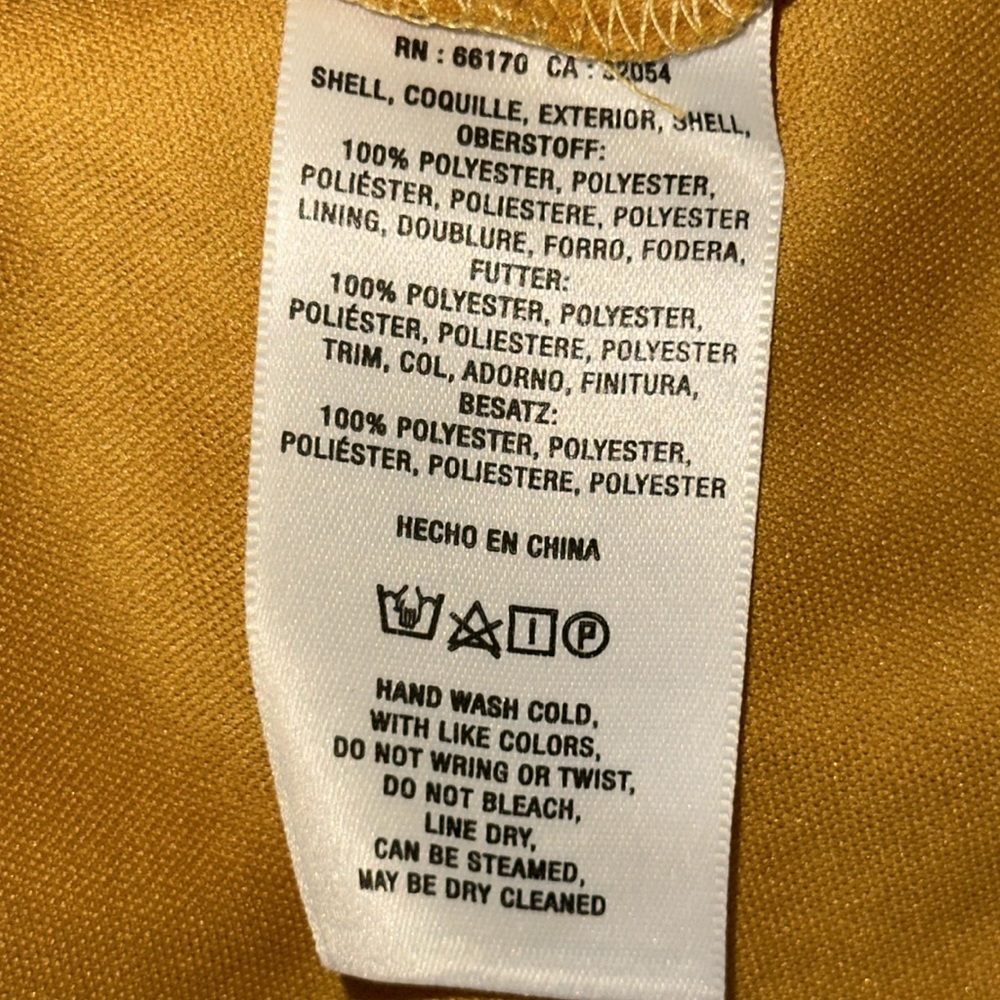 RN : 66170 CA :
SHELL, COQUILLE, EXTERIOR, SHELL,
OBERSTOFF:
100% POLYESTER, POLYESTER,
POLIÉSTER, POLIESTERE, POLYESTER
LINING, DOUBLURE, FORRO, FODERA,
FUTTER:
100% POLYESTER, POLYESTER,
POLIÉSTER, POLIESTERE, POLYESTER
TRIM, COL, ADORNO, FINITURA,
BESATZ:
100% POLYESTER, POLYESTER,
POLIÉSTER, POLIESTERE, POLYESTER
HECHO EN CHINA
I P
HAND WASH COLD,
WITH LIKE COLORS,
DO NOT WRING OR TWIST,
DO NOT BLEACH,
LINE DRY,
CAN BE STEAMED,
MAY BE DRY CLEANED